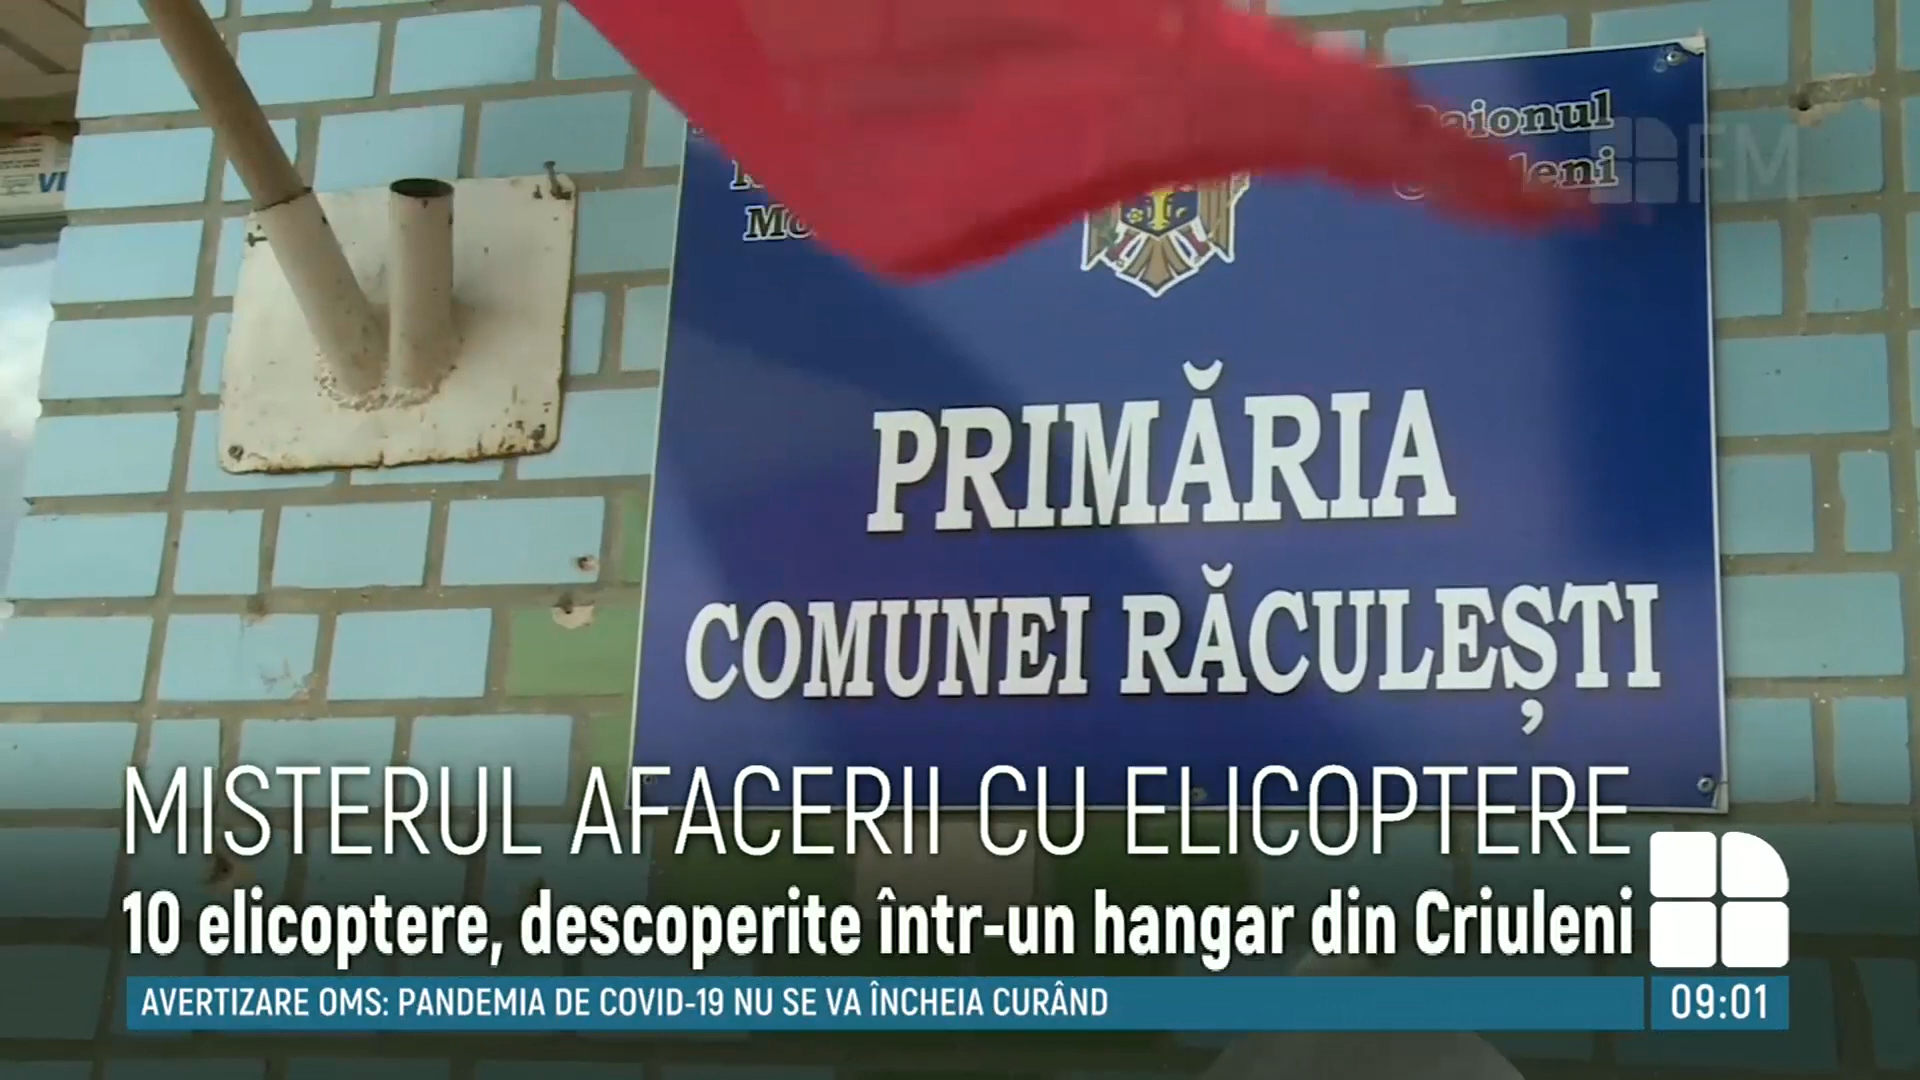 Raionul
PRIMĂRIA
COMUNEI RĂCULEȘTI
FM
MISTERUL AFACERII CU ELICOPTERE
10 elicoptere, descoperite într-un hangar din Criuleni
AVERTIZARE OMS: PANDEMIA DE COVID-19 NU SE VA ÎNCHEIA CURÂND
09:01